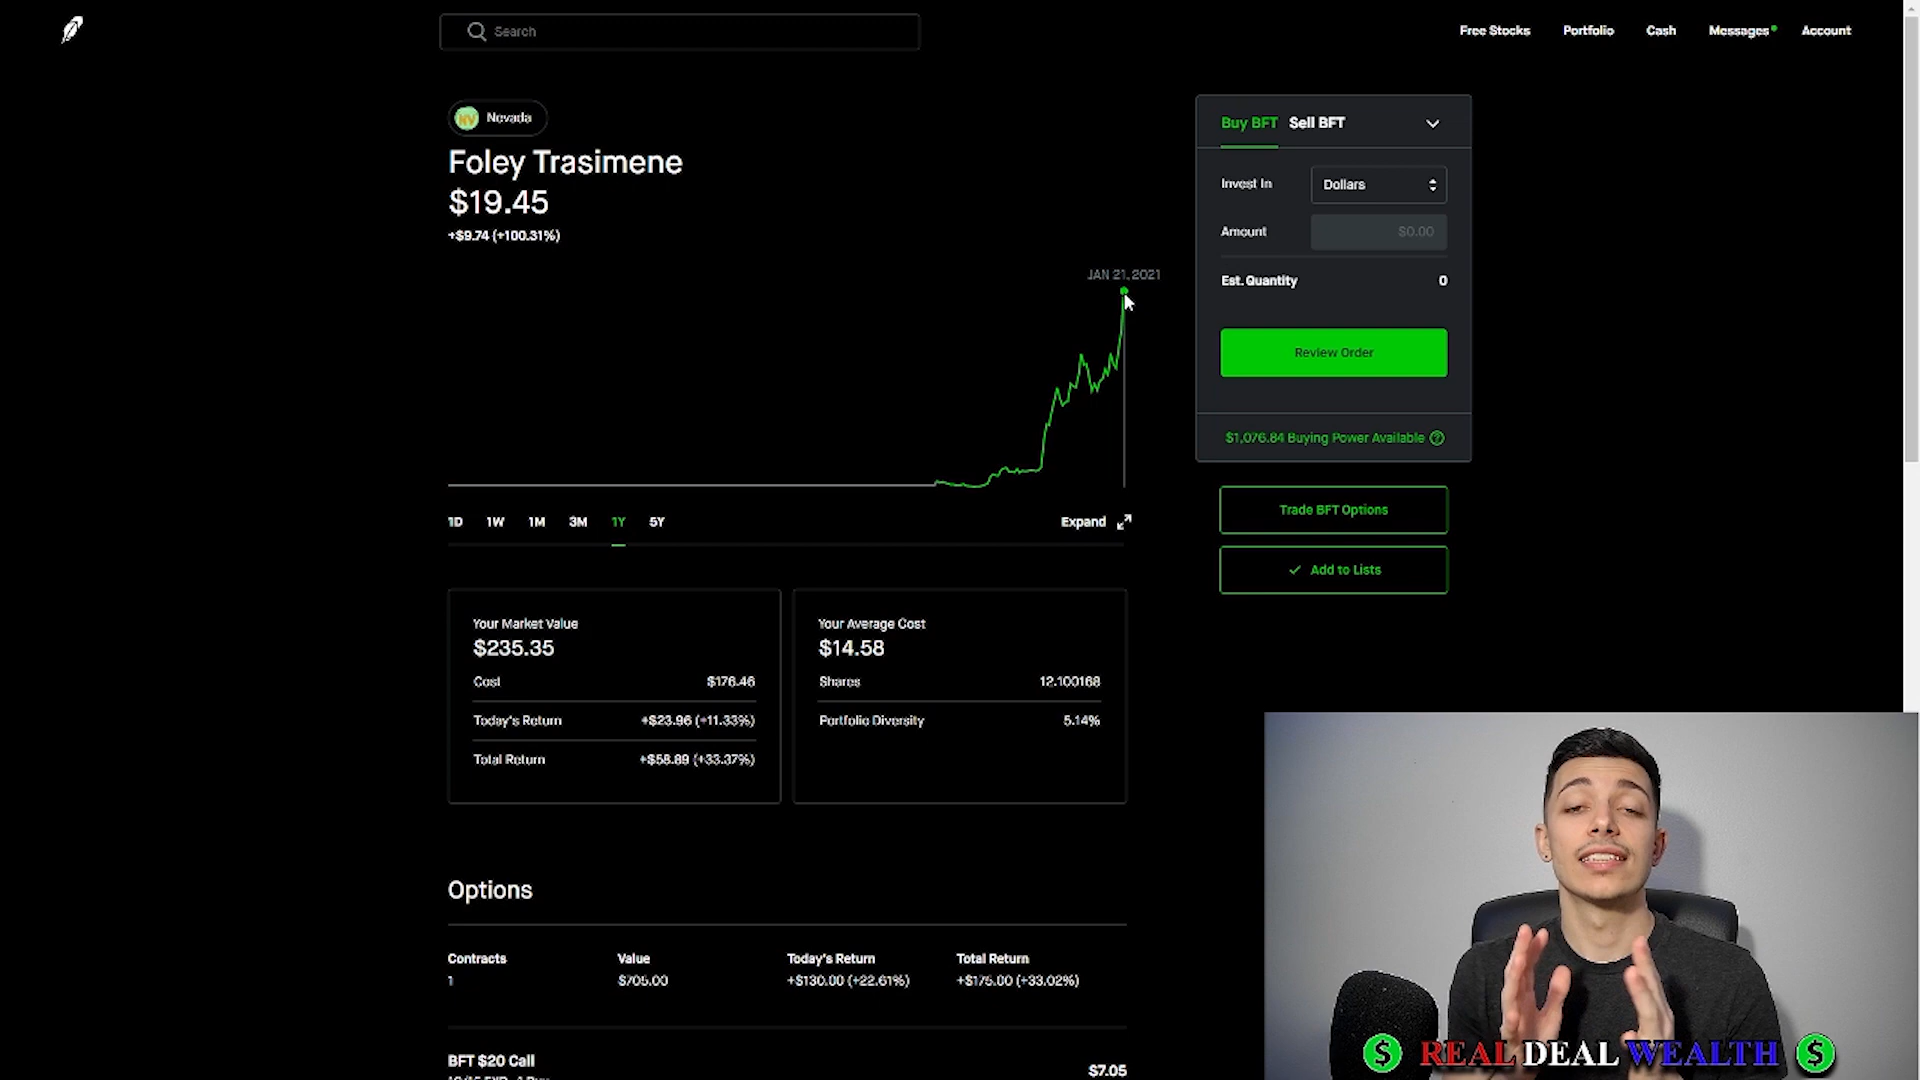 Search
Free Stocks Portfolio Cash Messages Account
NV Nevada
Foley Trasimene
$19.45
+$9.74 (+100.31%)
JAN 21, 2021
1D 1W 1M 3M 1Y 5Y Expand
Buy BFT Sell BFT
Invest In Dollars
Amount $0.00
Est. Quantity 0
Review Order
$1,076.84 Buying Power Available
Trade BFT Options
Add to Lists
Your Market Value
$235.35
Cost $176.46
Today's Return +$23.96 (+11.33%)
Total Return +$58.89 (+33.37%)
Your Average Cost
$14.58
Shares 12.100168
Portfolio Diversity 5.14%
Options
Contracts Value Today's Return Total Return
1 $705.00 +$130.00 (+22.61%) +$175.00 (+33.02%)
BFT $20 Call $7.05
$ REAL DEAL WEALTH $